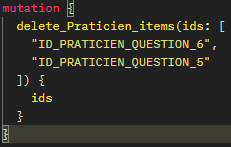 mutation {
  delete_Praticien_items(ids: [
    "ID_PRATICIEN_QUESTION_6",
    "ID_PRATICIEN_QUESTION_5"
  ]) {
    ids
  }
}